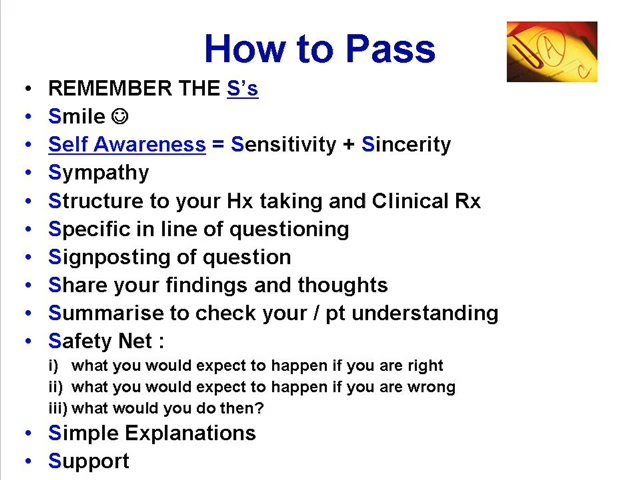 How to Pass
• REMEMBER THE S's
• Smile ☺
• Self Awareness = Sensitivity + Sincerity
• Sympathy
• Structure to your Hx taking and Clinical Rx
• Specific in line of questioning
• Signposting of question
• Share your findings and thoughts
• Summarise to check your / pt understanding
• Safety Net :
i) what you would expect to happen if you are right
ii) what you would expect to happen if you are wrong
iii) what would you do then?
• Simple Explanations
• Support
A
C